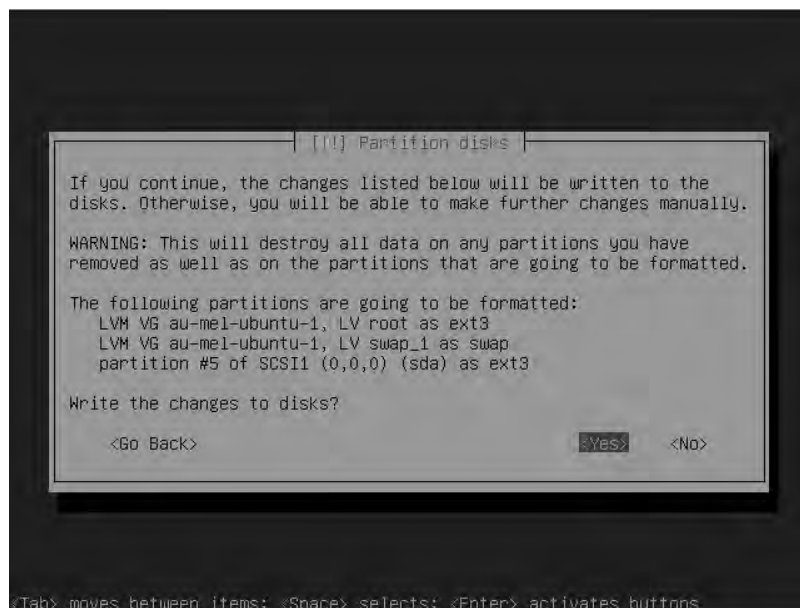 [!!] Partition disks
If you continue, the changes listed below will be written to the
disks. Otherwise, you will be able to make further changes manually.
WARNING: This will destroy all data on any partitions you have
removed as well as on the partitions that are going to be formatted.
The following partitions are going to be formatted:
LVM VG au-mel-ubuntu-1, LV root as ext3
LVM VG au-mel-ubuntu-1, LV swap_1 as swap
partition #5 of SCSI1 (0,0,0) (sda) as ext3
Write the changes to disks?
<Go Back> <Yes> <No>
<Tab> moves between items; <Space> selects; <Enter> activates buttons